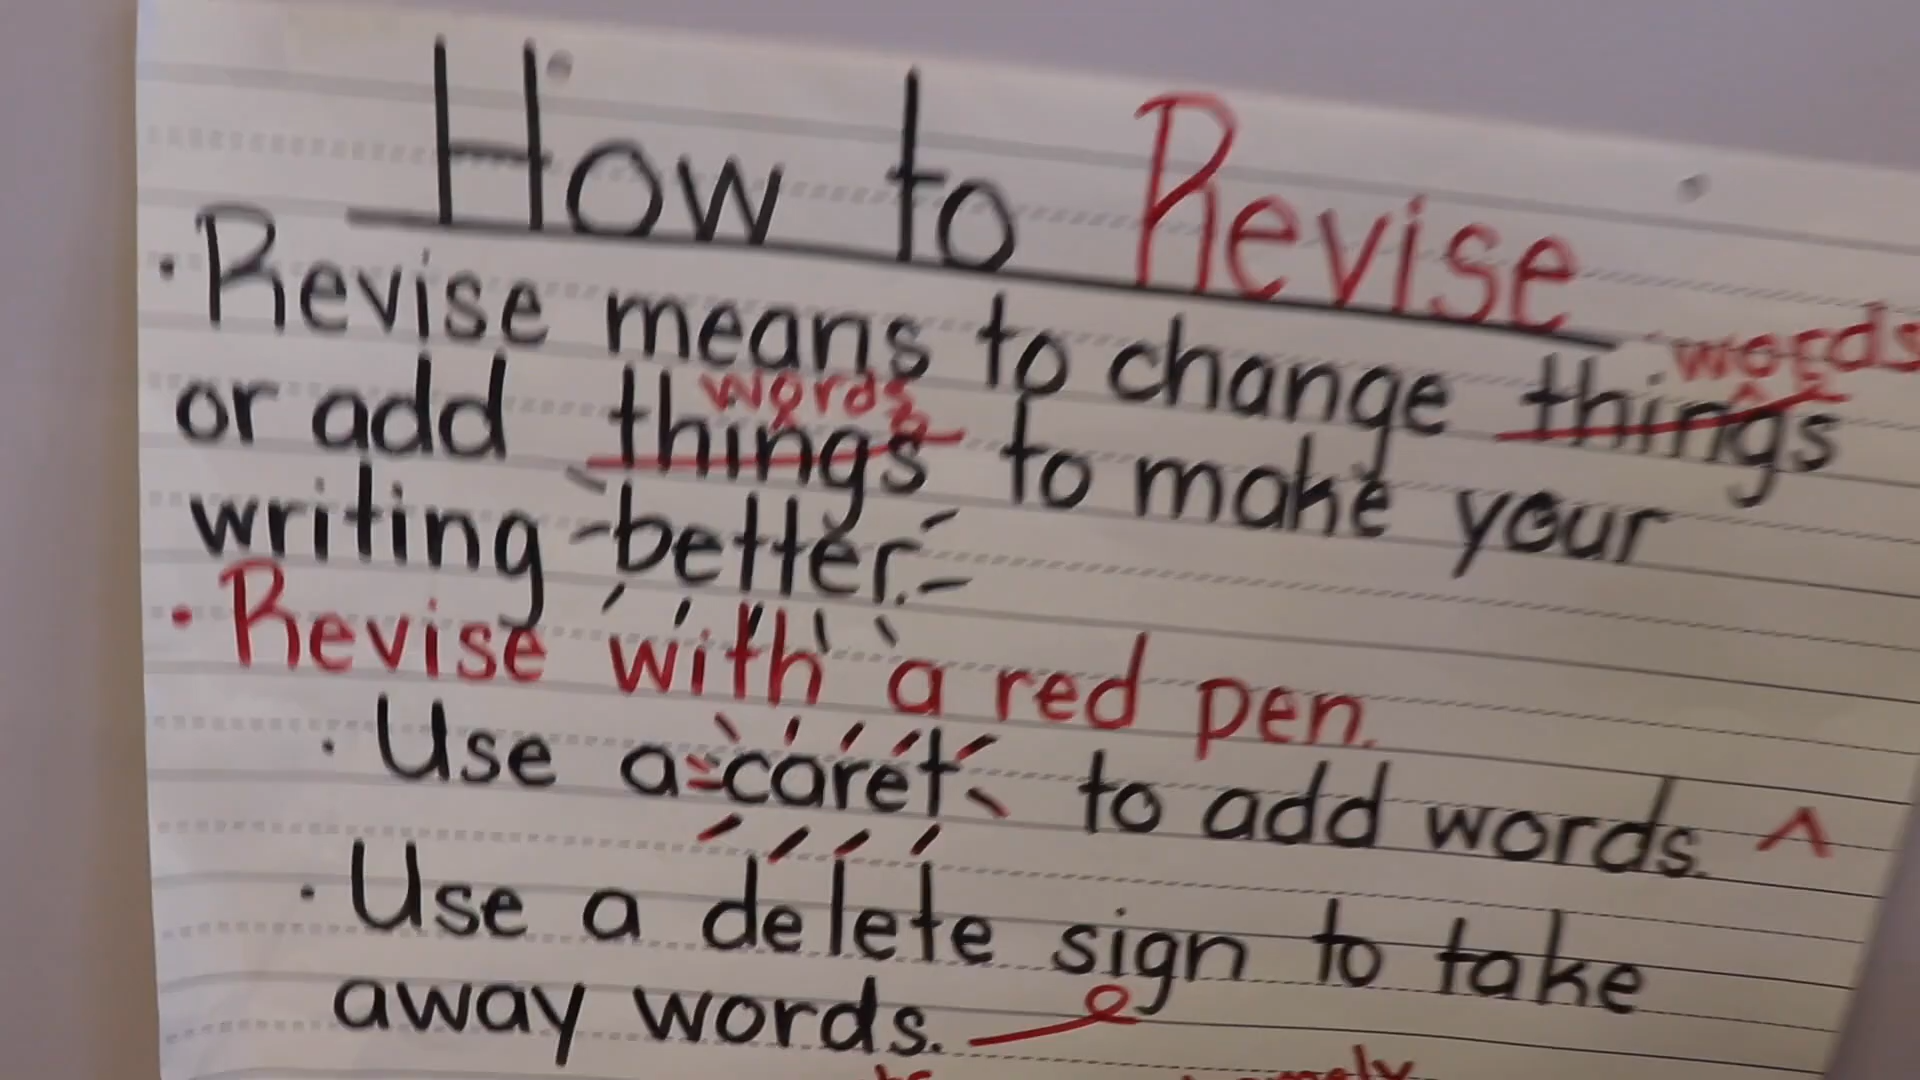 How to Revise
words
· Revise means to change things
words
or add things to make your
writing better.
· Revise with a red pen.
· Use a caret to add words. ^
· Use a delete sign to take
away words.